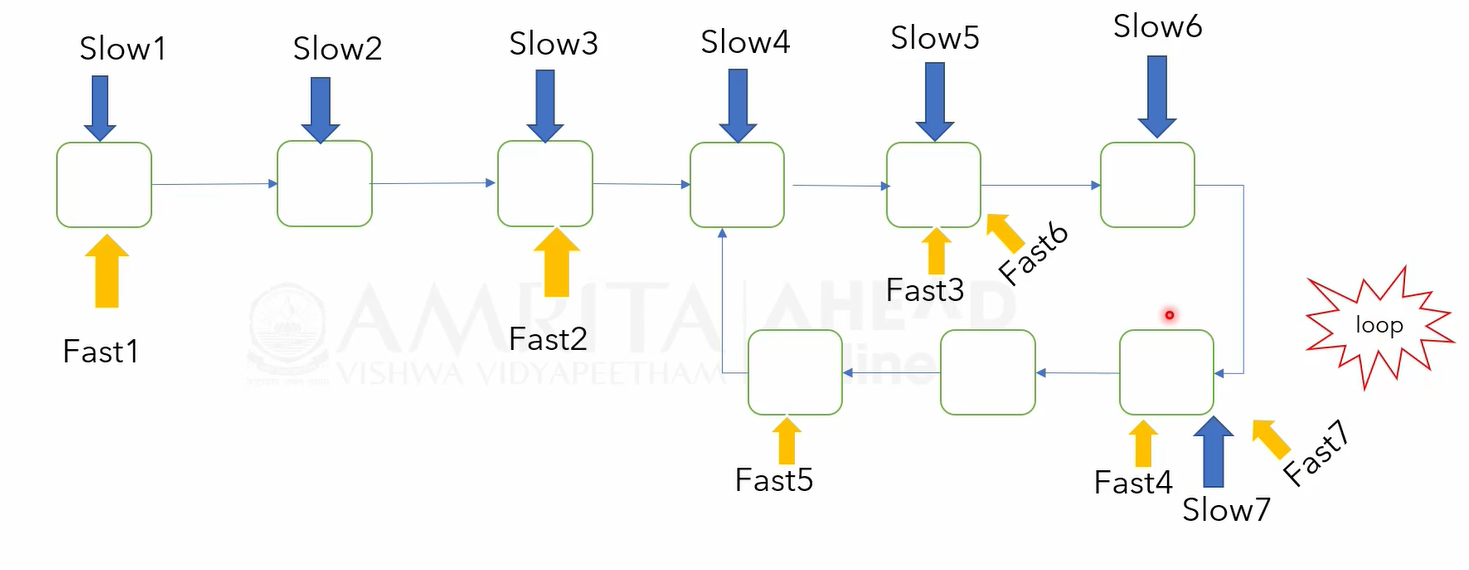 Slow1
Slow2
Slow3
Slow4
Slow5
Slow6
Fast1
Fast2
Fast3
Fast6
loop
Fast5
Fast4
Slow7
Fast7
AMRITA
VISHWA VIDYAPEETHAM
AHEAD
Online